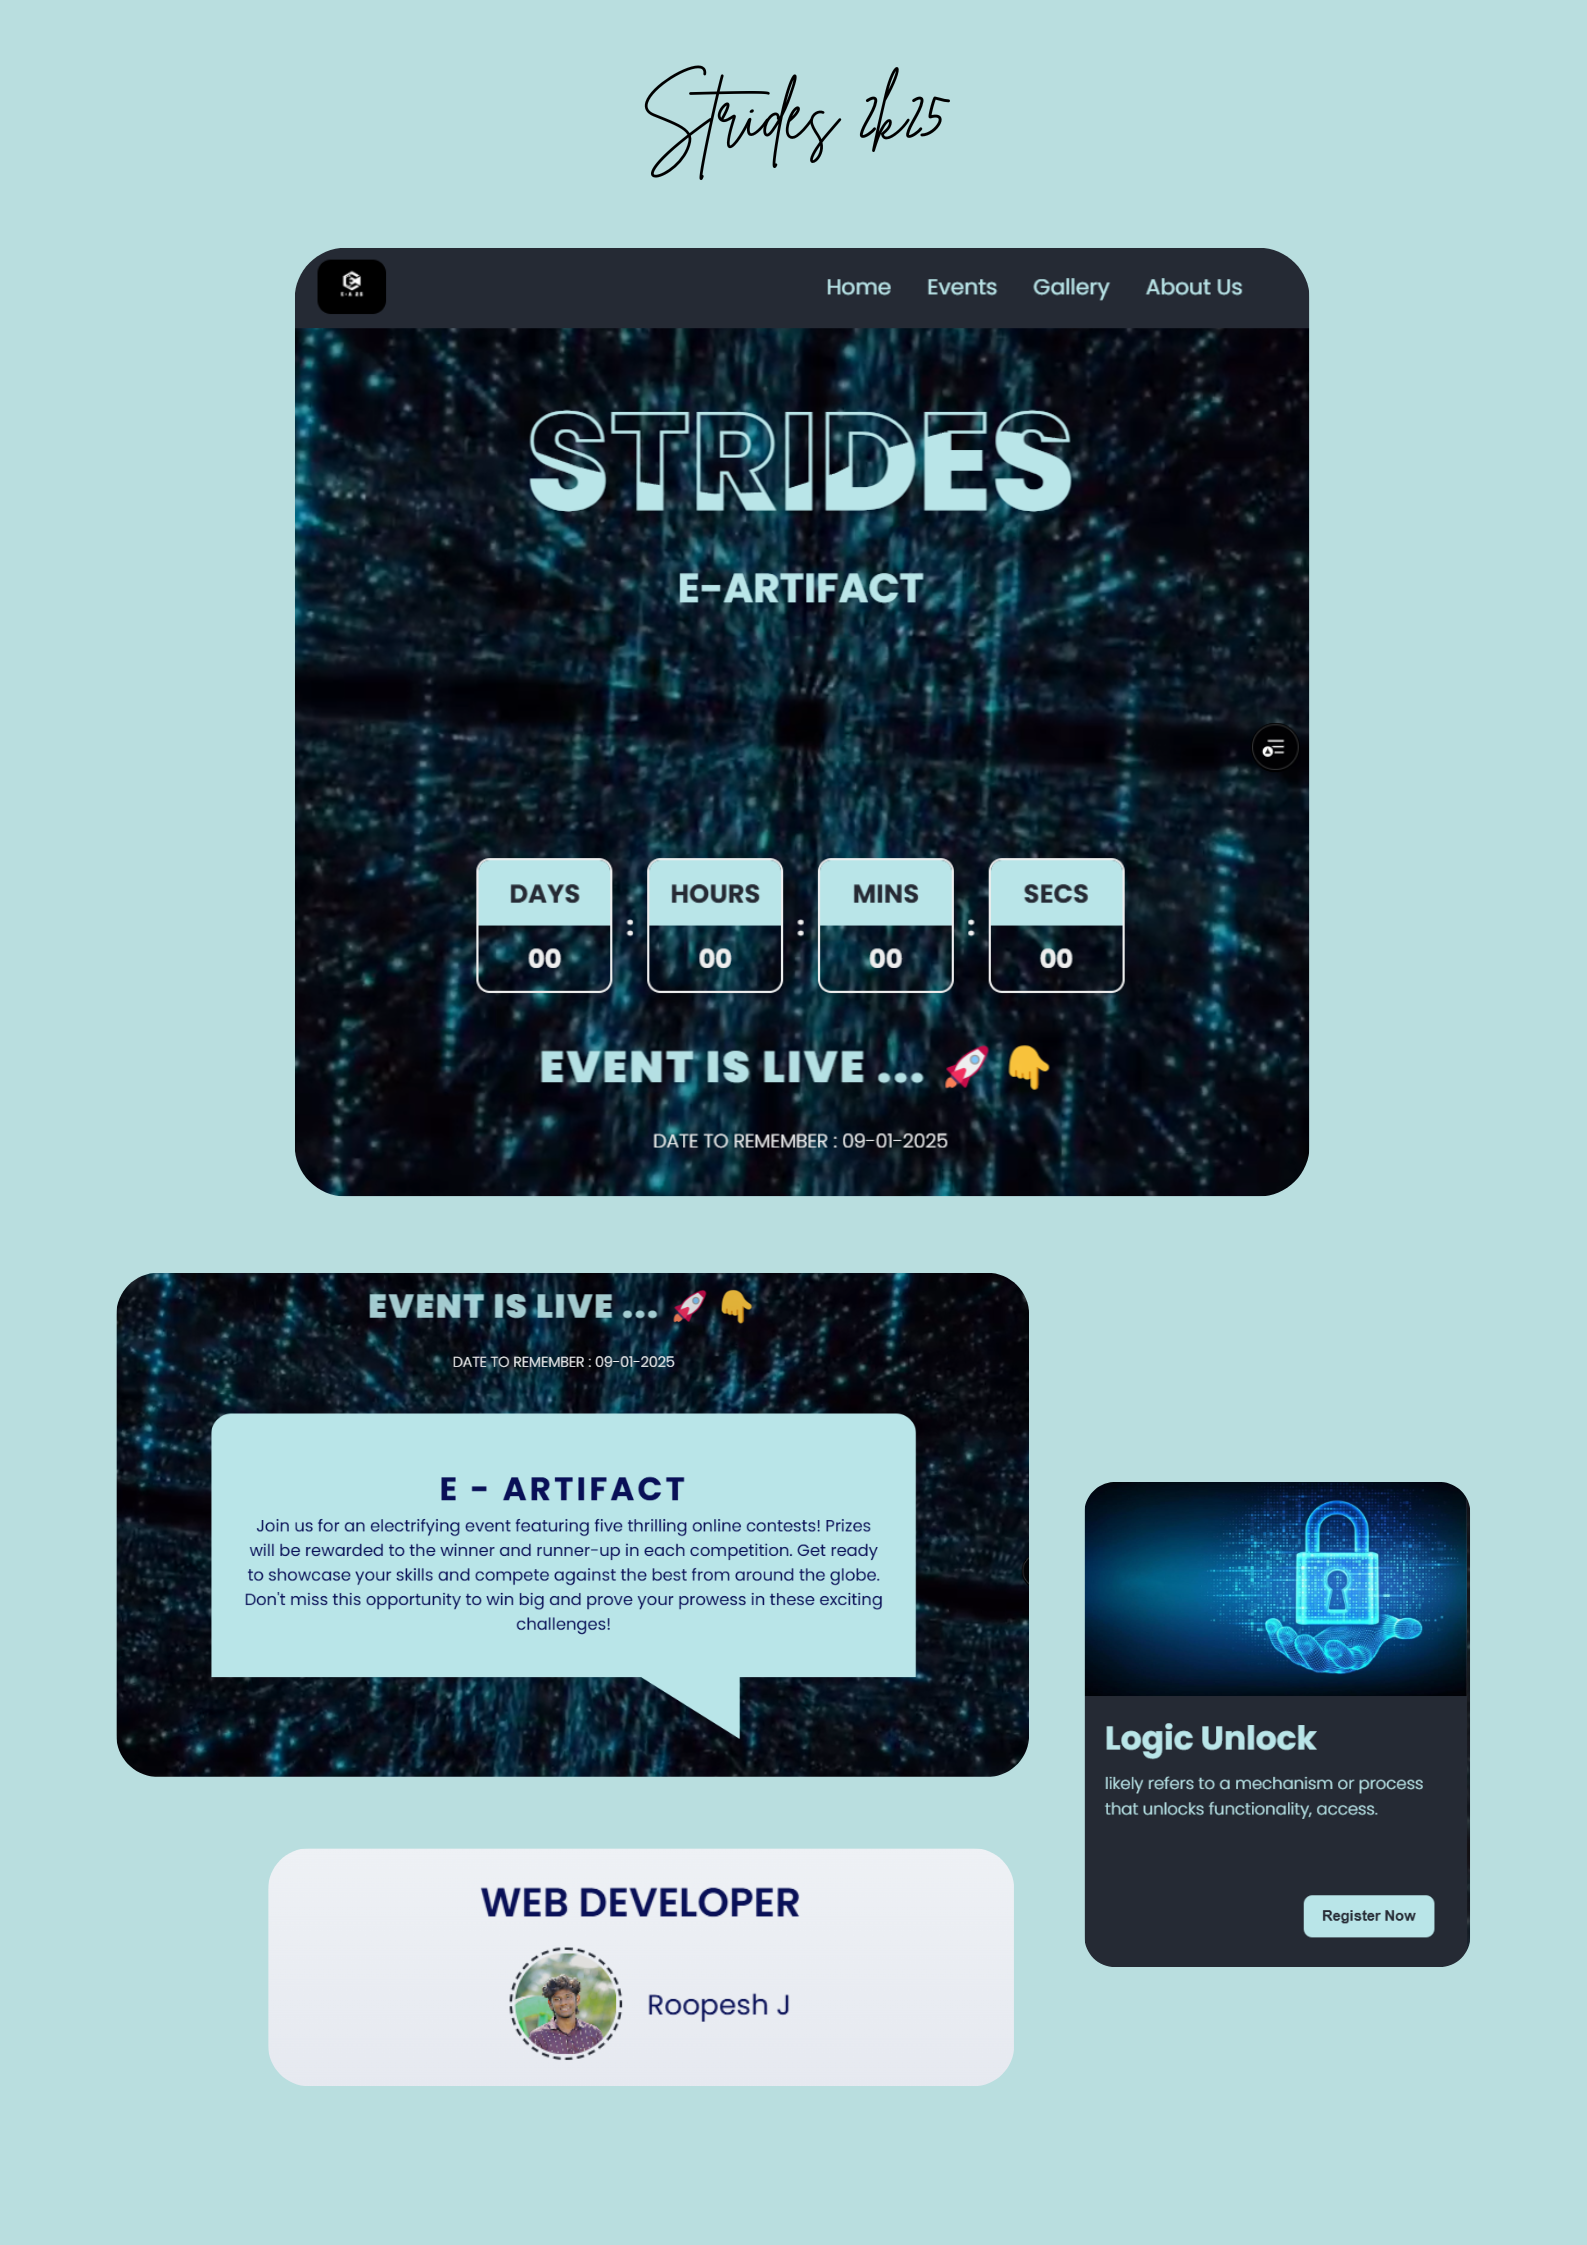 Strides 2k25
Home Events Gallery About Us
STRIDES
E-ARTIFACT
DAYS : HOURS : MINS : SECS
00 00 00 00
EVENT IS LIVE ... 🚀 👇
DATE TO REMEMBER : 09-01-2025
EVENT IS LIVE ... 🚀 👇
DATE TO REMEMBER : 09-01-2025
E - ARTIFACT
Join us for an electrifying event featuring five thrilling online contests! Prizes
will be rewarded to the winner and runner-up in each competition. Get ready
to showcase your skills and compete against the best from around the globe.
Don't miss this opportunity to win big and prove your prowess in these exciting
challenges!
Logic Unlock
likely refers to a mechanism or process
that unlocks functionality, access.
Register Now
WEB DEVELOPER
Roopesh J